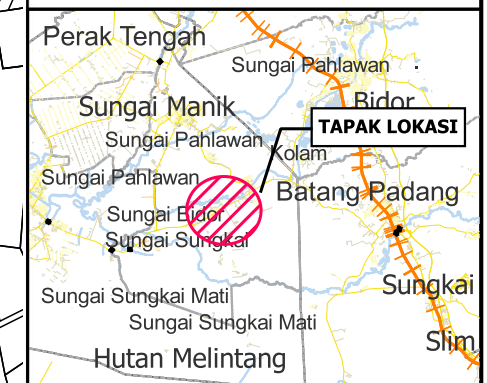 Perak Tengah
Sungai Pahlawan
Bidor
Sungai Manik
TAPAK LOKASI
Sungai Pahlawan
Kolam
Sungai Pahlawan
Batang Padang
Sungai Bidor
Sungai Sungkai
Sungkai
Sungai Sungkai Mati
Sungai Sungkai Mati
Slim
Hutan Melintang